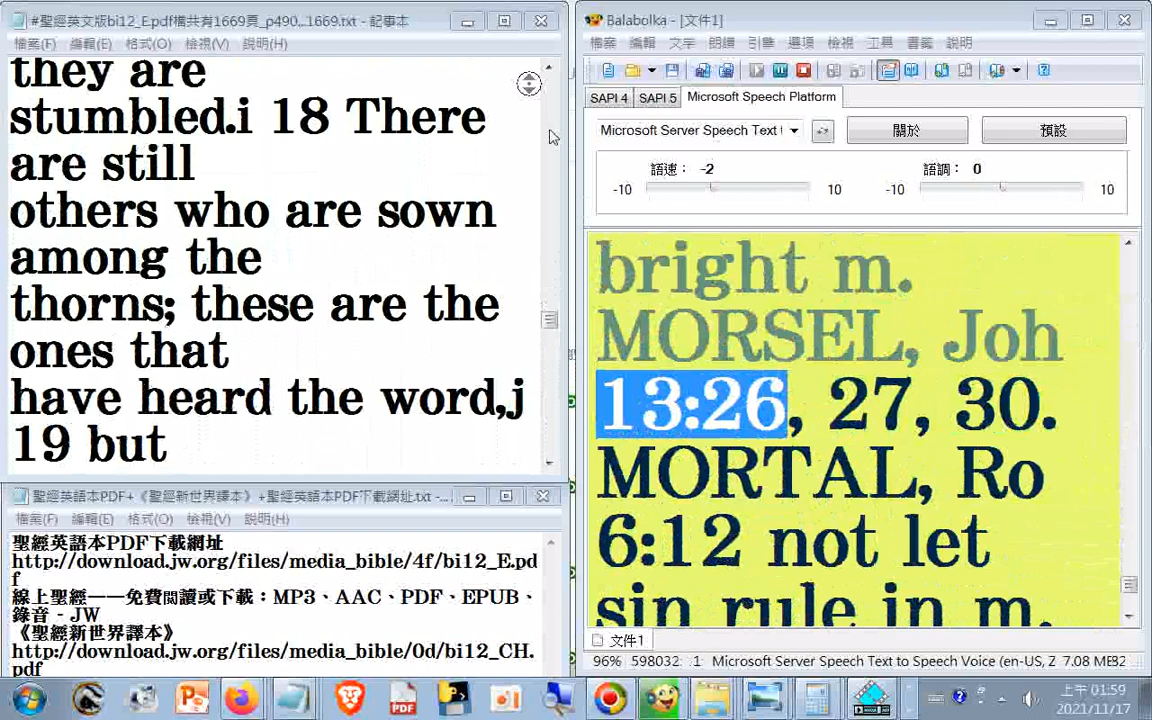 #聖經英文版bi12_E.pdf檔共有1669頁_p490,..1669.txt - 記事本
檔案(F) 編輯(E) 格式(O) 檢視(V) 說明(H)
they are
stumbled.i 18 There
are still
others who are sown
among the
thorns; these are the
ones that
have heard the word,j
19 but
聖經英語本PDF+《聖經新世界譯本》+聖經英語本PDF下載網址.txt -...
檔案(F) 編輯(E) 格式(O) 檢視(V) 說明(H)
聖經英語本PDF下載網址
http://download.jw.org/files/media_bible/4f/bi12_E.pd
f
線上聖經——免費閱讀或下載：MP3、AAC、PDF、EPUB、
錄音 - JW
《聖經新世界譯本》
http://download.jw.org/files/media_bible/0d/bi12_CH.
pdf
Balabolka - [文件1]
檔案 編輯 文字 朗讀 引擎 選項 檢視 工具 書籤 說明
SAPI 4 SAPI 5 Microsoft Speech Platform
Microsoft Server Speech Text 關於 預設
語速： -2 語調： 0
-10 10 -10 10
bright m.
MORSEL, Joh
13:26, 27, 30.
MORTAL, Ro
6:12 not let
sin rule in m.
文件1
96% 598032: 1 Microsoft Server Speech Text to Speech Voice (en-US, Z 7.08 MB
上午 01:59
2021/11/17